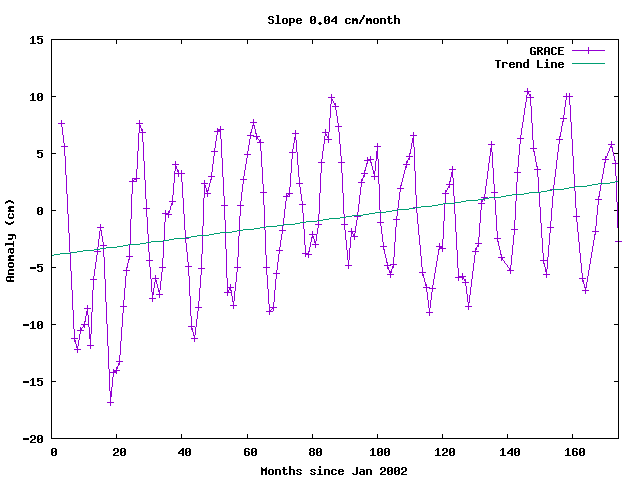 Slope 0.04 cm/month
15
GRACE
Trend Line
10
5
0
-5
-10
-15
-20
Anomaly (cm)
0 20 40 60 80 100 120 140 160
Months since Jan 2002